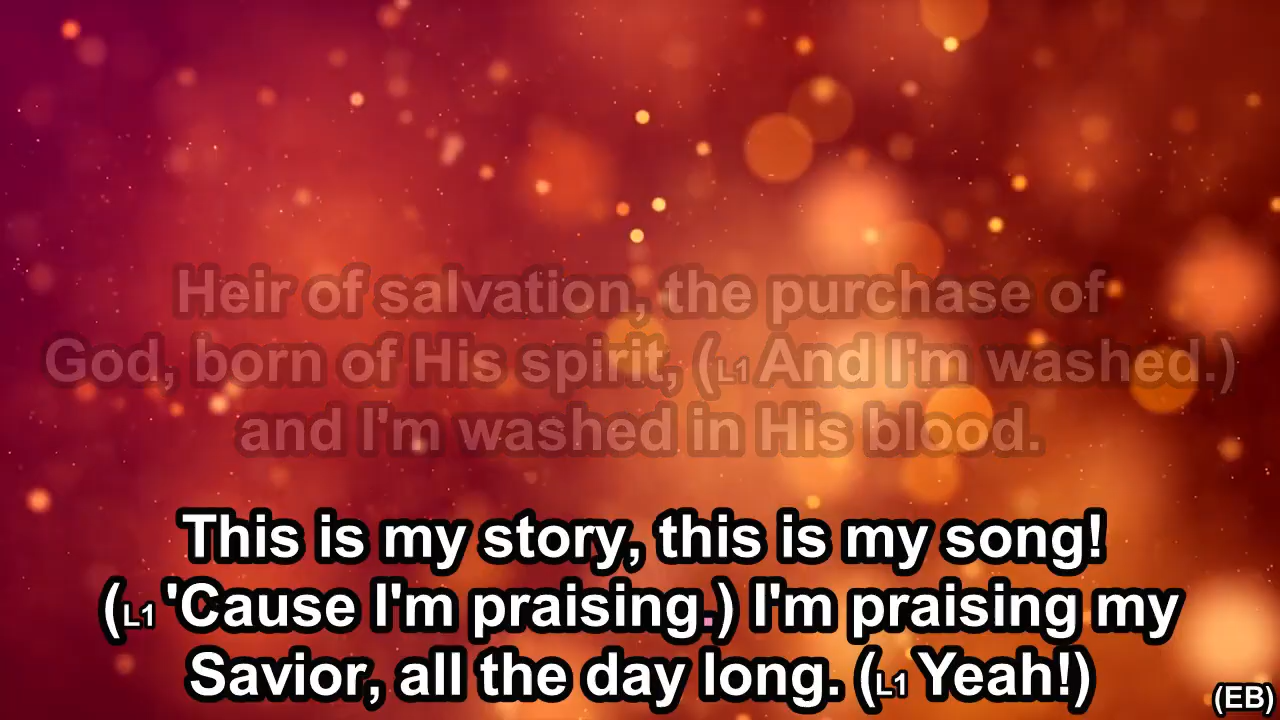 Heir of salvation, the purchase of
God, born of His spirit, (L1 And I'm washed.)
and I'm washed in His blood.
This is my story, this is my song!
(L1 'Cause I'm praising.) I'm praising my
Savior, all the day long. (L1 Yeah!)
(EB)